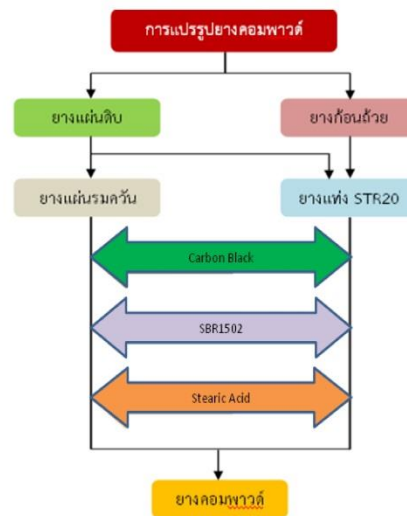 การแปรรูปยางคอมพาวด์
ยางแผ่นดิบ
ยางก้อนถ้วย
ยางแผ่นรมควัน
ยางแท่ง STR20
Carbon Black
SBR1502
Stearic Acid
ยางคอมพาวด์